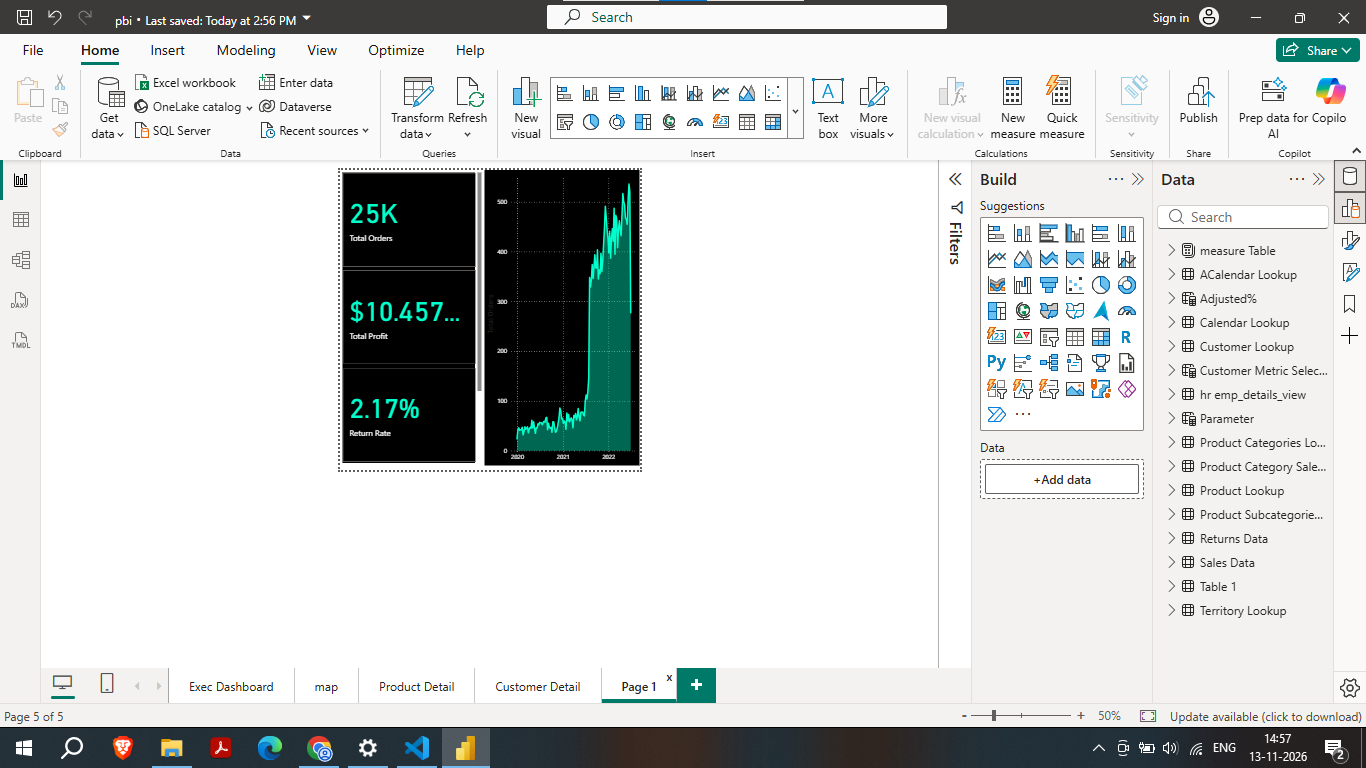 pbi • Last saved: Today at 2:56 PM
Search
Sign in
File
Home
Insert
Modeling
View
Optimize
Help
Share
Paste
Clipboard
Get data
Excel workbook
OneLake catalog
SQL Server
Enter data
Dataverse
Recent sources
Data
Transform data
Refresh
Queries
New visual
Text box
More visuals
Insert
New visual calculation
New measure
Quick measure
Calculations
Sensitivity
Sensitivity
Publish
Share
Prep data for AI
Copilo
Copilot
DAX
TMDL
25K
Total Orders
$10.457...
Total Profit
2.17%
Return Rate
500
400
300
200
100
0
2020
2021
2022
Filters
Build
Suggestions
123
R
Py
...
Data
+Add data
Data
Search
measure Table
ACalendar Lookup
Adjusted%
Calendar Lookup
Customer Lookup
Customer Metric Selec...
hr emp_details_view
Parameter
Product Categories Lo...
Product Category Sale...
Product Lookup
Product Subcategorie...
Returns Data
Sales Data
Table 1
Territory Lookup
Exec Dashboard
map
Product Detail
Customer Detail
Page 1
x
+
Page 5 of 5
- + 50%
Update available (click to download)
ENG
14:57
13-11-2026
2